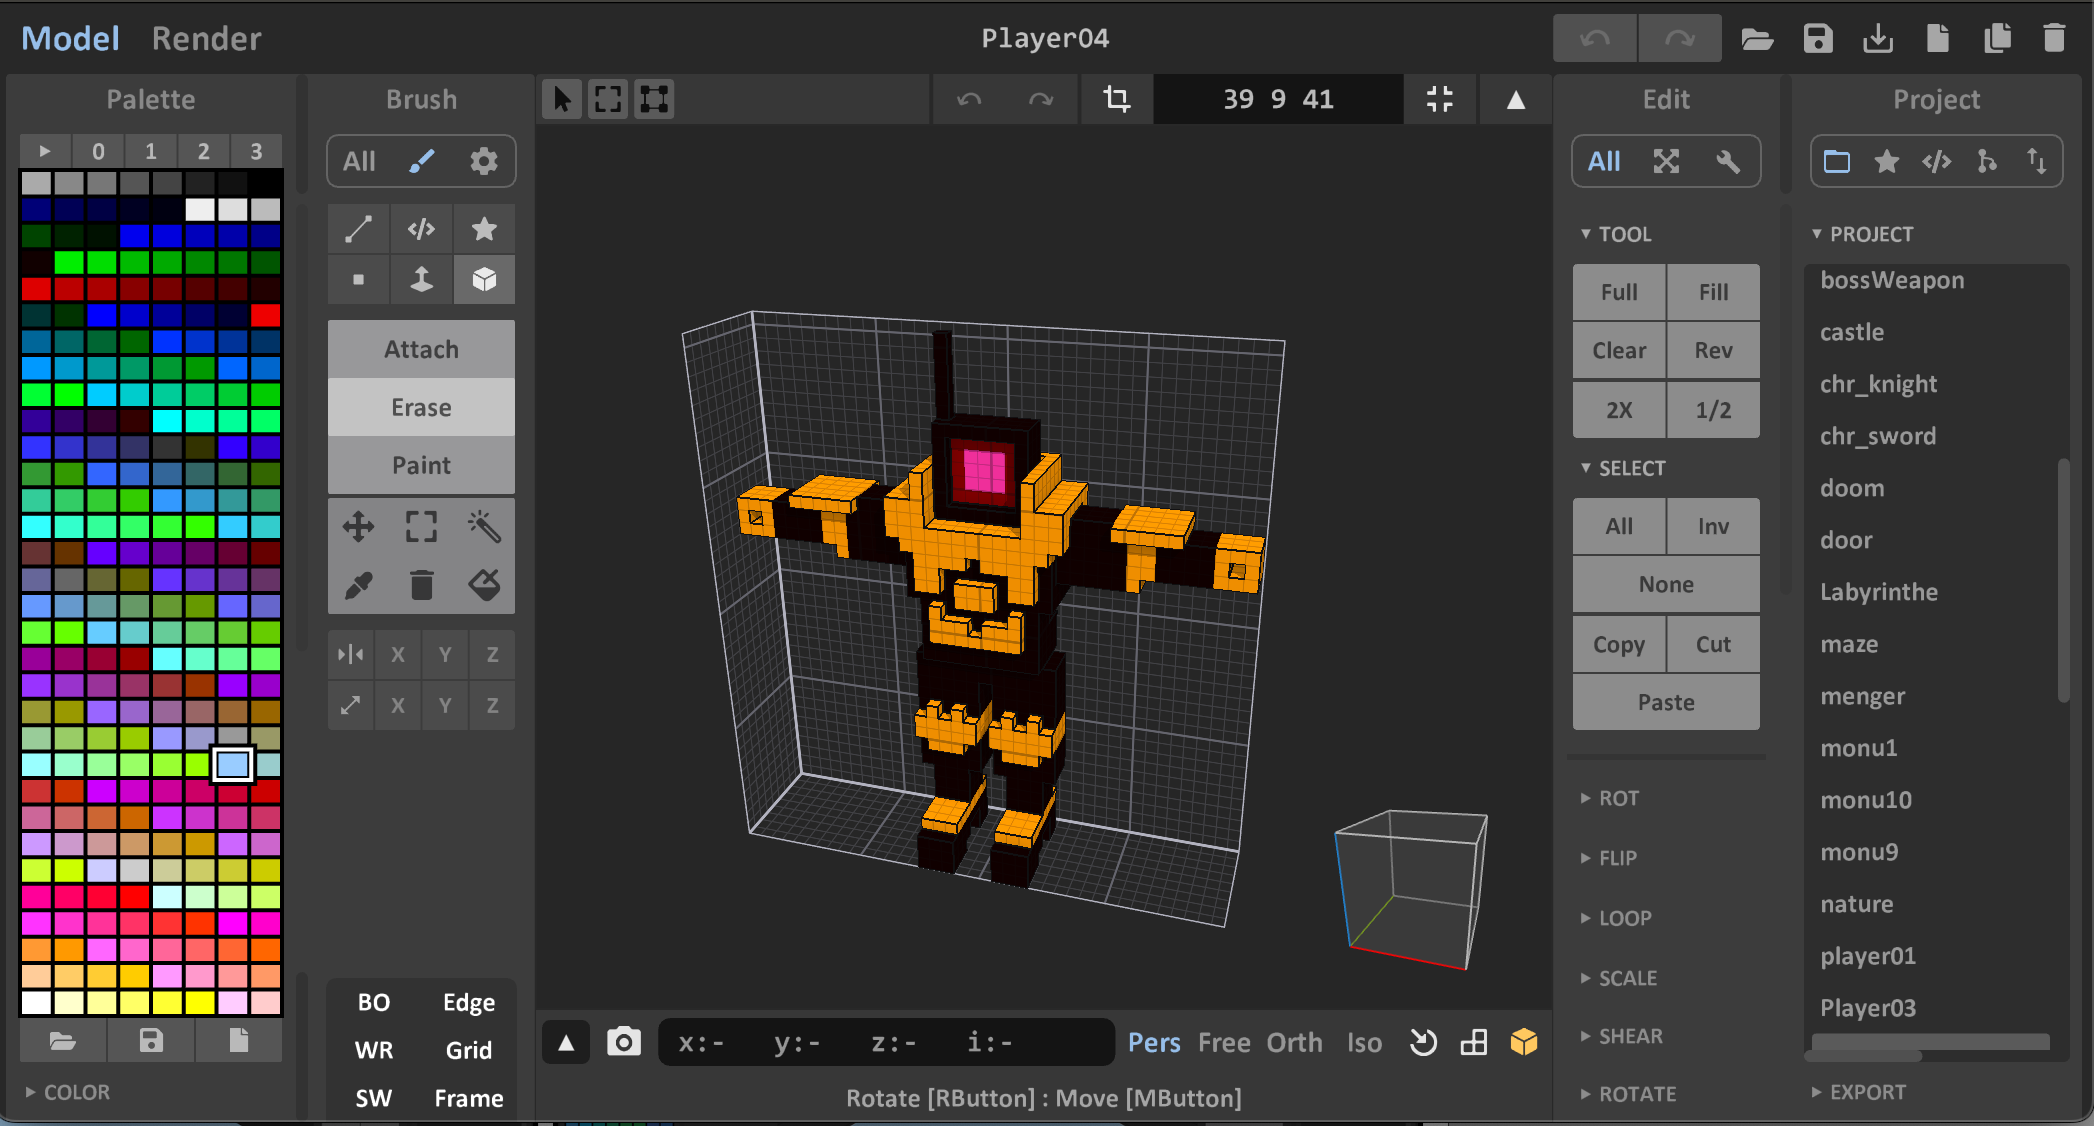 Model Render
Player04
Palette
0 1 2 3
COLOR
Brush
All
Attach
Erase
Paint
X Y Z
X Y Z
BO Edge
WR Grid
SW Frame
39 9 41
x:- y:- z:- i:-
Pers Free Orth Iso
Rotate [RButton] : Move [MButton]
Edit
All
TOOL
Full Fill
Clear Rev
2X 1/2
SELECT
All Inv
None
Copy Cut
Paste
ROT
FLIP
LOOP
SCALE
SHEAR
ROTATE
Project
PROJECT
bossWeapon
castle
chr_knight
chr_sword
doom
door
Labyrinthe
maze
menger
monu1
monu10
monu9
nature
player01
Player03
EXPORT